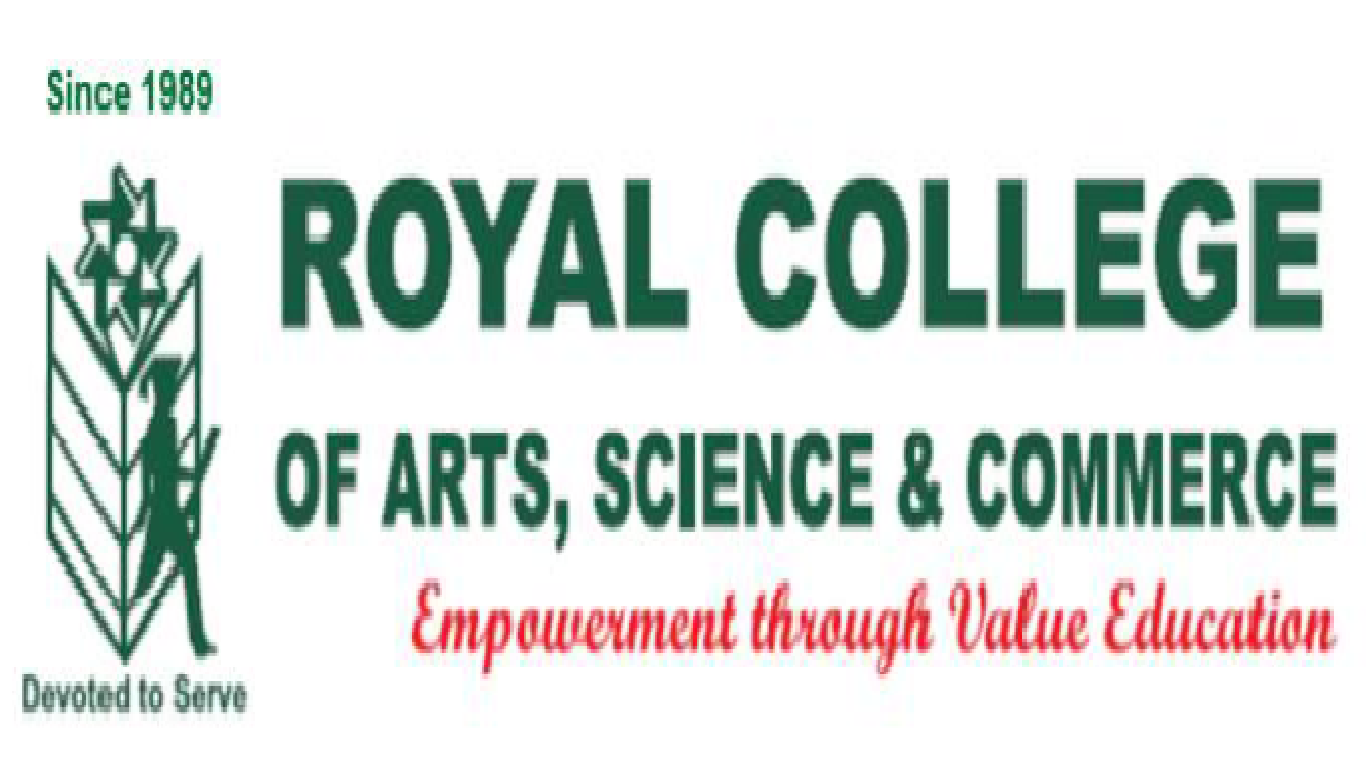 Since 1989
ROYAL COLLEGE
OF ARTS, SCIENCE & COMMERCE
Empowerment through Value Education
Devoted to Serve